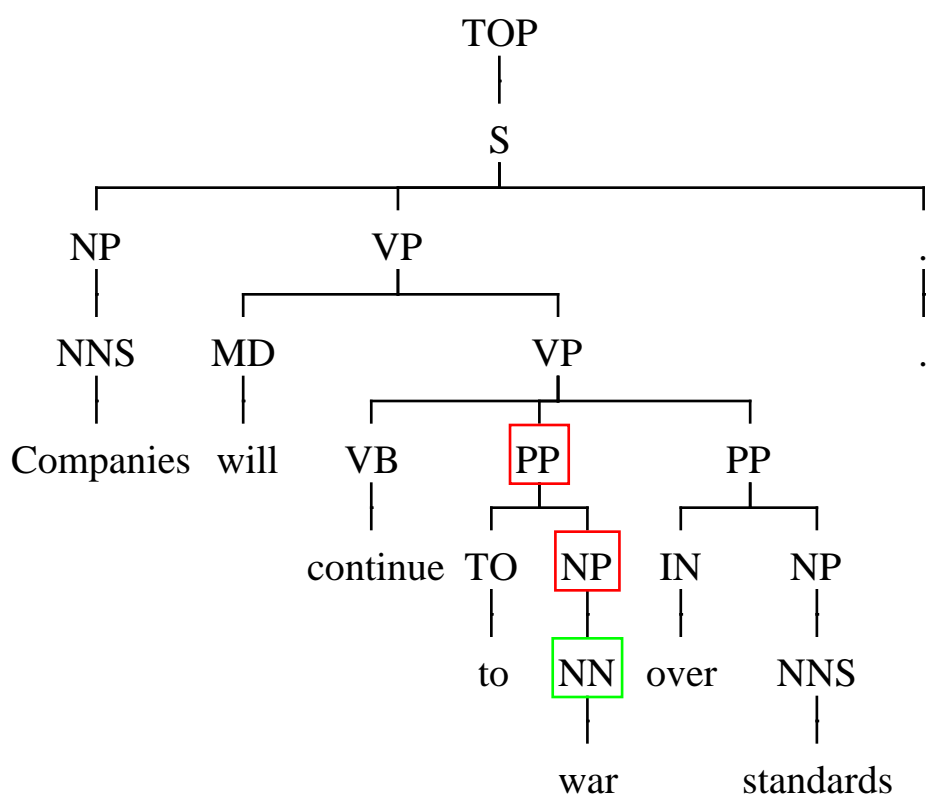 TOP
S
NP VP .
NNS MD VP .
Companies will VB PP PP
continue TO NP IN NP
to NN over NNS
war standards